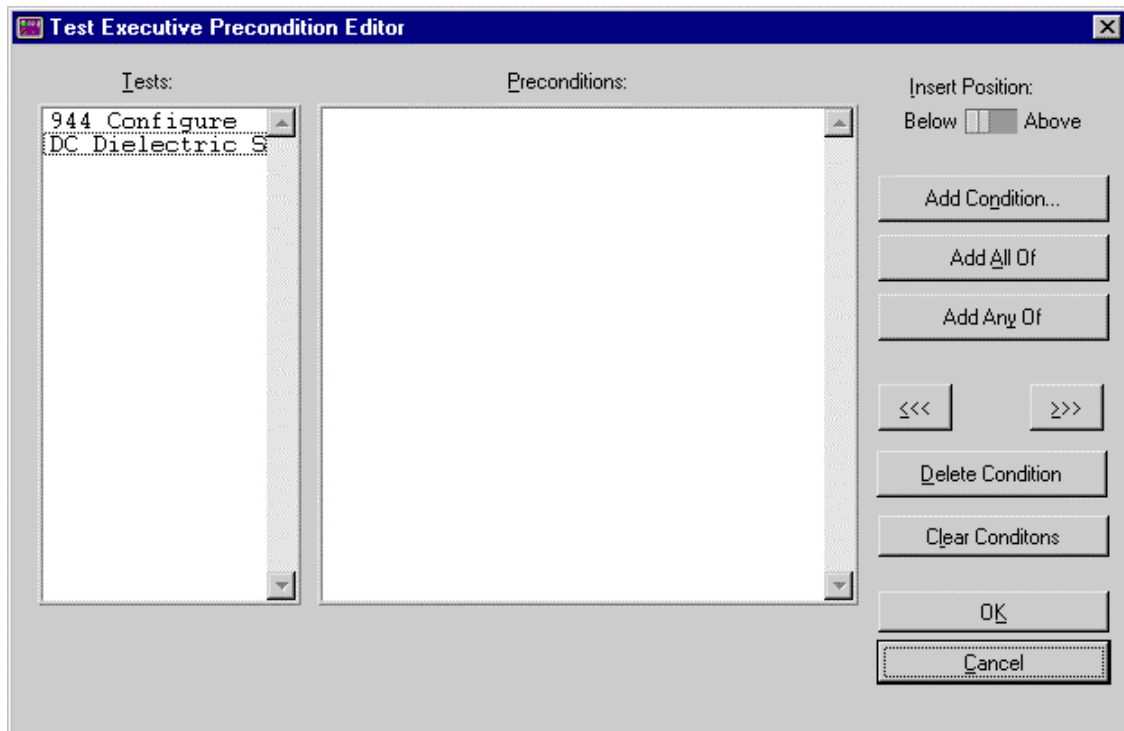 Test Executive Precondition Editor
Tests:
Preconditions:
Insert Position:
Below Above
944 Configure
DC Dielectric S
Add Condition...
Add All Of
Add Any Of
<<< >>>
Delete Condition
Clear Conditons
OK
Cancel